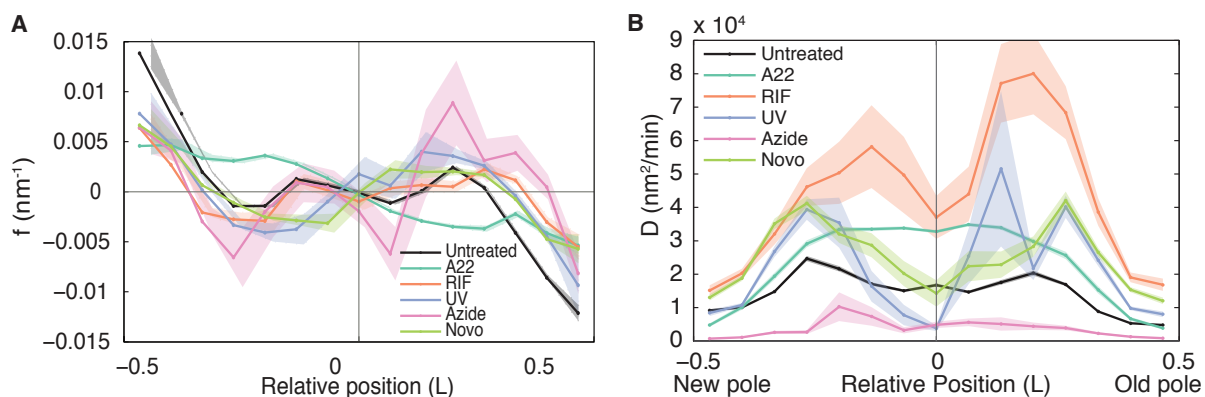 A
0.015
0.01
0.005
0
−0.005
−0.01
−0.015
f (nm⁻¹)
Untreated
A22
RIF
UV
Azide
Novo
−0.5
0
0.5
Relative position (L)
B
x 10⁴
9
8
7
6
5
4
3
2
1
0
D (nm²/min)
Untreated
A22
RIF
UV
Azide
Novo
−0.5
0
0.5
New pole
Relative Position (L)
Old pole